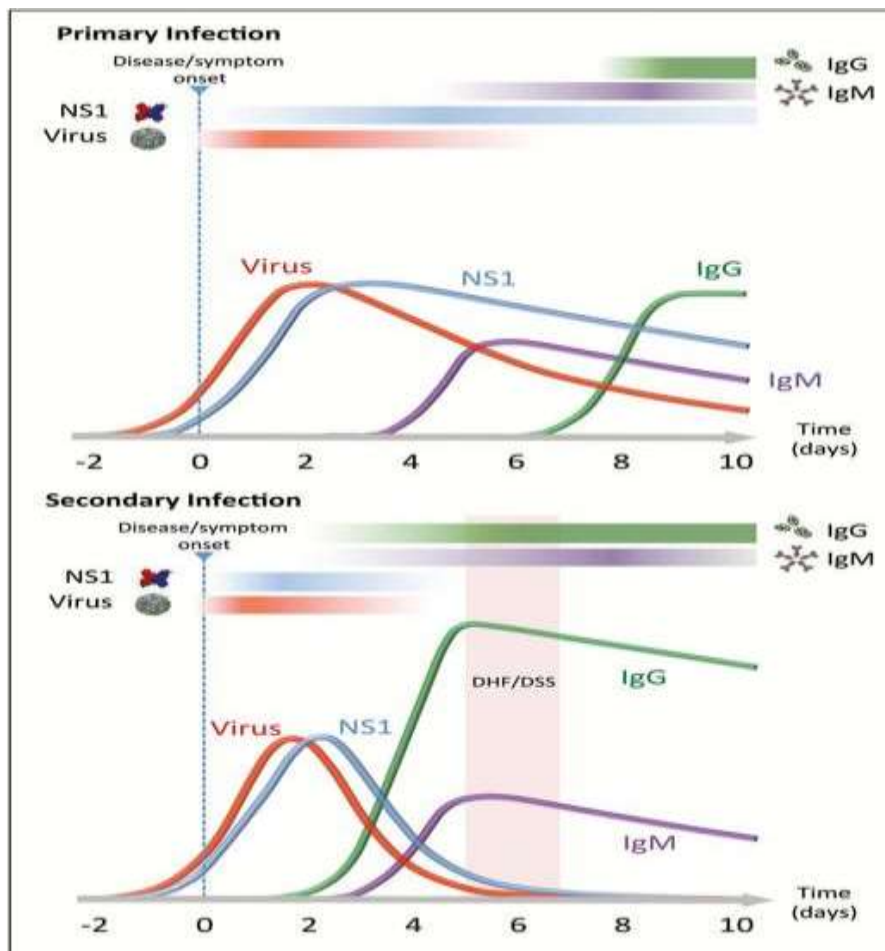 Primary Infection
Disease/symptom
onset
IgG
IgM
NS1
Virus
Virus
NS1
IgG
IgM
Time
(days)
-2 0 2 4 6 8 10
Secondary Infection
Disease/symptom
onset
IgG
IgM
NS1
Virus
DHF/DSS
IgG
Virus
NS1
IgM
Time
(days)
-2 0 2 4 6 8 10